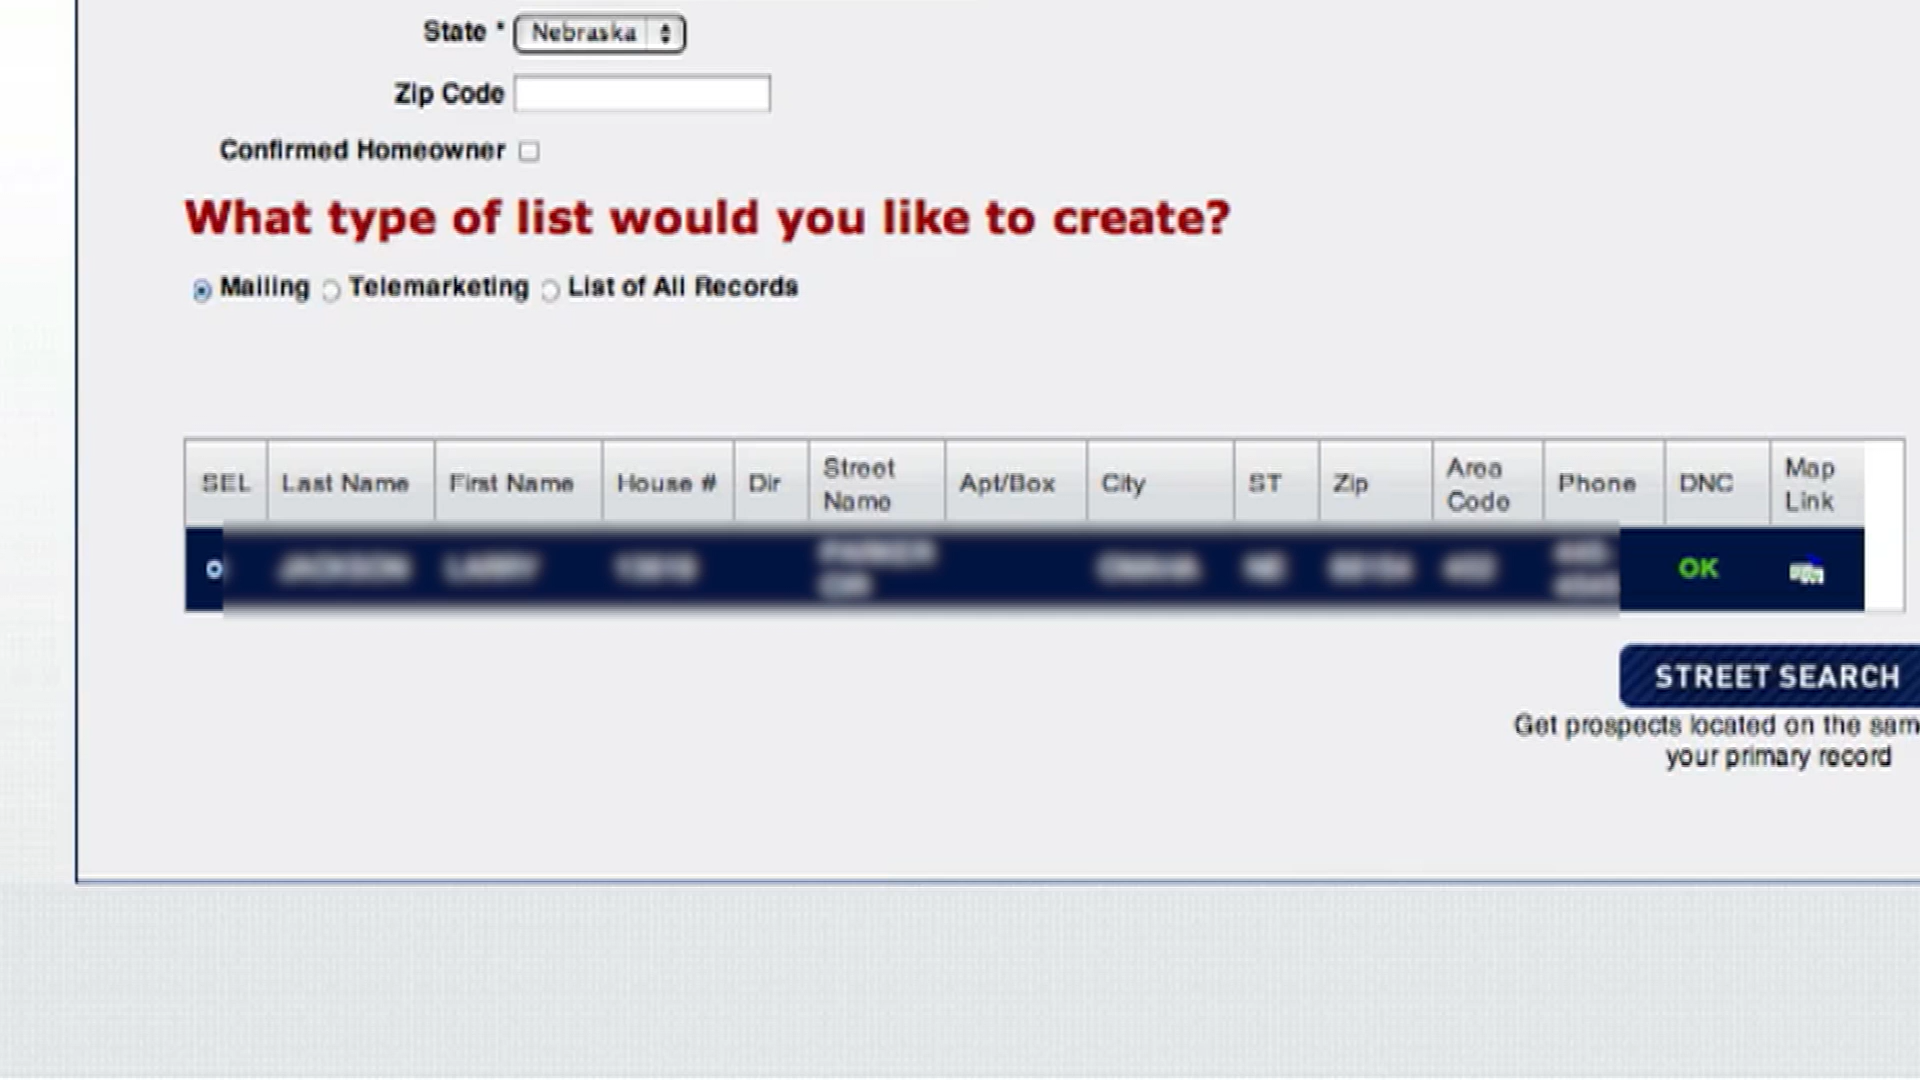 State *
Nebraska
Zip Code
Confirmed Homeowner
What type of list would you like to create?
Mailing Telemarketing List of All Records
SEL Last Name First Name House # Dir Street Name Apt/Box City ST Zip Area Code Phone DNC Map Link
OK
STREET SEARCH
Get prospects located on the sam
your primary record